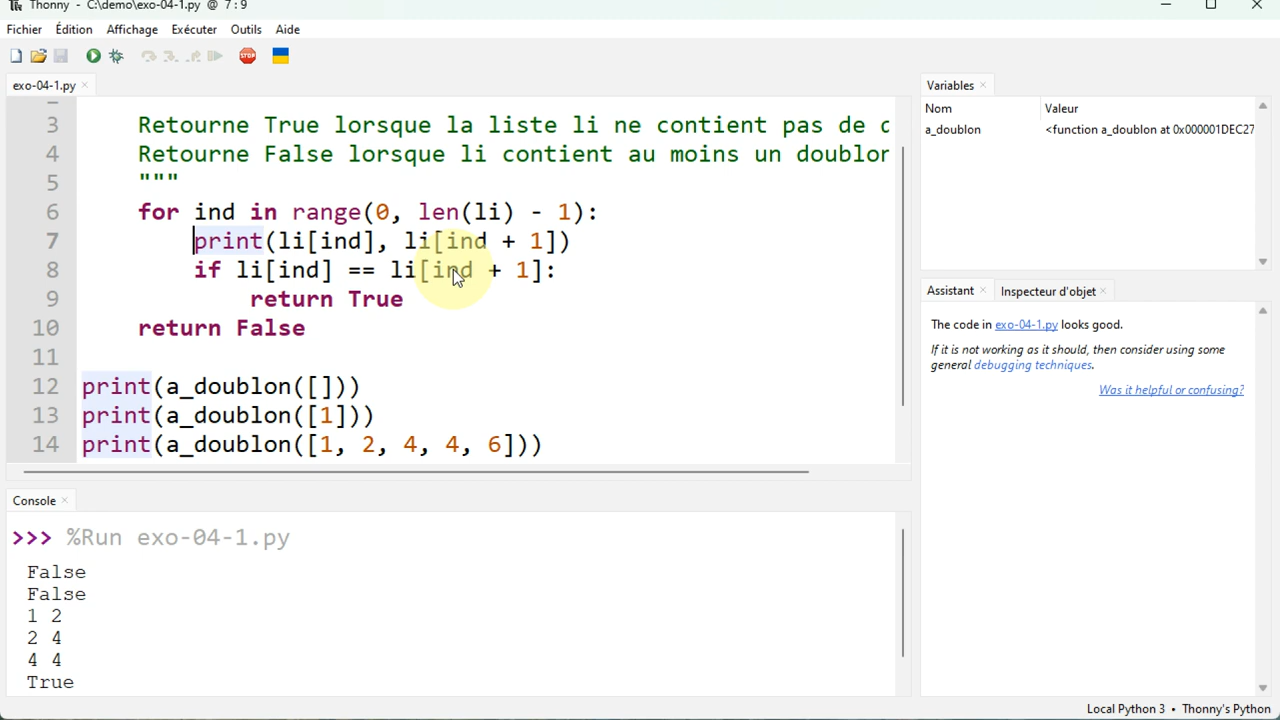 Thonny - C:\demo\exo-04-1.py @ 7 : 9
Fichier Édition Affichage Exécuter Outils Aide
STOP
exo-04-1.py ×
3 Retourne True lorsque la liste li ne contient pas de
4 Retourne False lorsque li contient au moins un
5 """
6 for ind in range(0, len(li) - 1):
7 print(li[ind], li[ind + 1])
8 if li[ind] == li[ind + 1]:
9 return True
10 return False
11
12 print(a_doublon([]))
13 print(a_doublon([1]))
14 print(a_doublon([1, 2, 4, 4, 6]))
Console ×
>>> %Run exo-04-1.py
False
False
1 2
2 4
4 4
True
Variables ×
Nom Valeur
a_doublon <function a_doublon at 0x000001DEC27
Assistant × Inspecteur d'objet ×
The code in exo-04-1.py looks good.
If it is not working as it should, then consider using some
general debugging techniques.
Was it helpful or confusing?
Local Python 3 • Thonny's Python